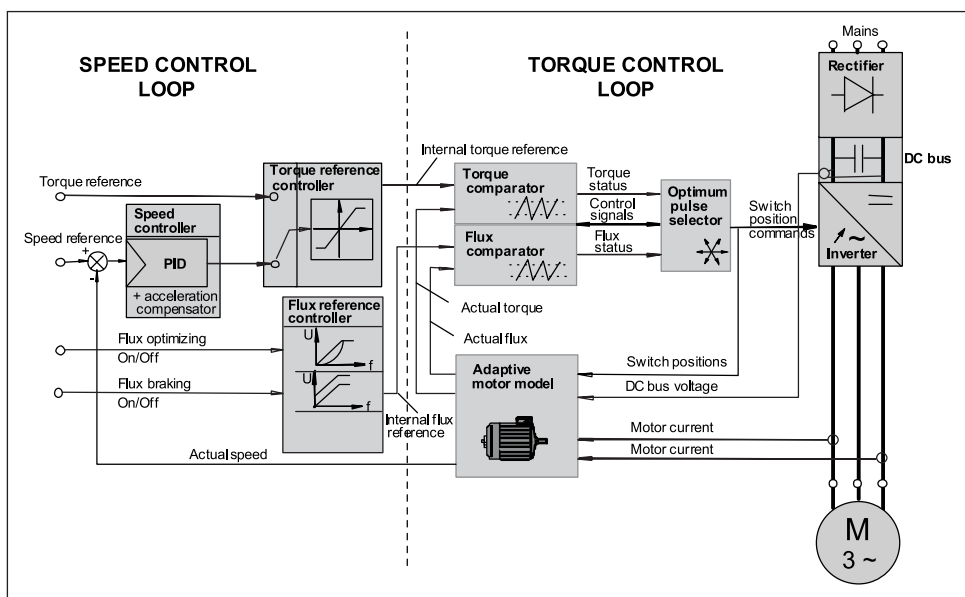 SPEED CONTROL
LOOP
TORQUE CONTROL
LOOP
Mains
Rectifier
DC bus
Inverter
~
Internal torque reference
Torque reference
Torque reference
controller
Speed
controller
Speed reference
+
-
PID
+ acceleration
compensator
Torque
comparator
Flux comparator
Torque
status
Control
signals
Flux
status
Optimum
pulse
selector
Switch
position
commands
Flux reference
controller
U
f
U
f
Flux optimizing
On/Off
Flux braking
On/Off
Internal flux
reference
Actual torque
Actual flux
Adaptive
motor model
Switch positions
DC bus voltage
Motor current
Motor current
Actual speed
M
3 ~